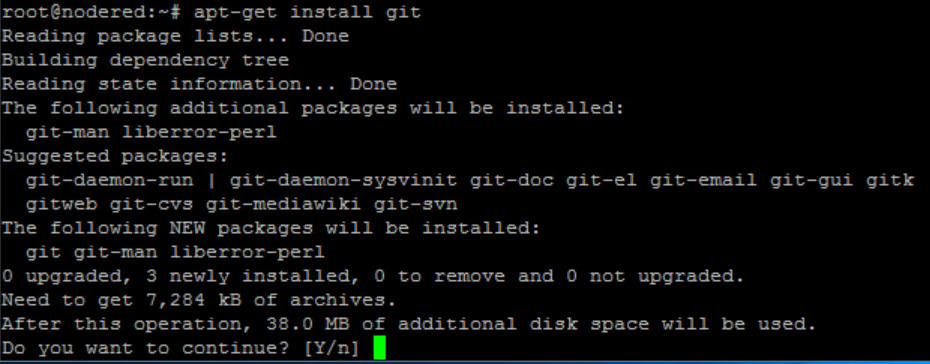 root@nodered:~# apt-get install git
Reading package lists... Done
Building dependency tree
Reading state information... Done
The following additional packages will be installed:
  git-man liberror-perl
Suggested packages:
  git-daemon-run | git-daemon-sysvinit git-doc git-el git-email git-gui gitk
  gitweb git-cvs git-mediawiki git-svn
The following NEW packages will be installed:
  git git-man liberror-perl
0 upgraded, 3 newly installed, 0 to remove and 0 not upgraded.
Need to get 7,284 kB of archives.
After this operation, 38.0 MB of additional disk space will be used.
Do you want to continue? [Y/n]